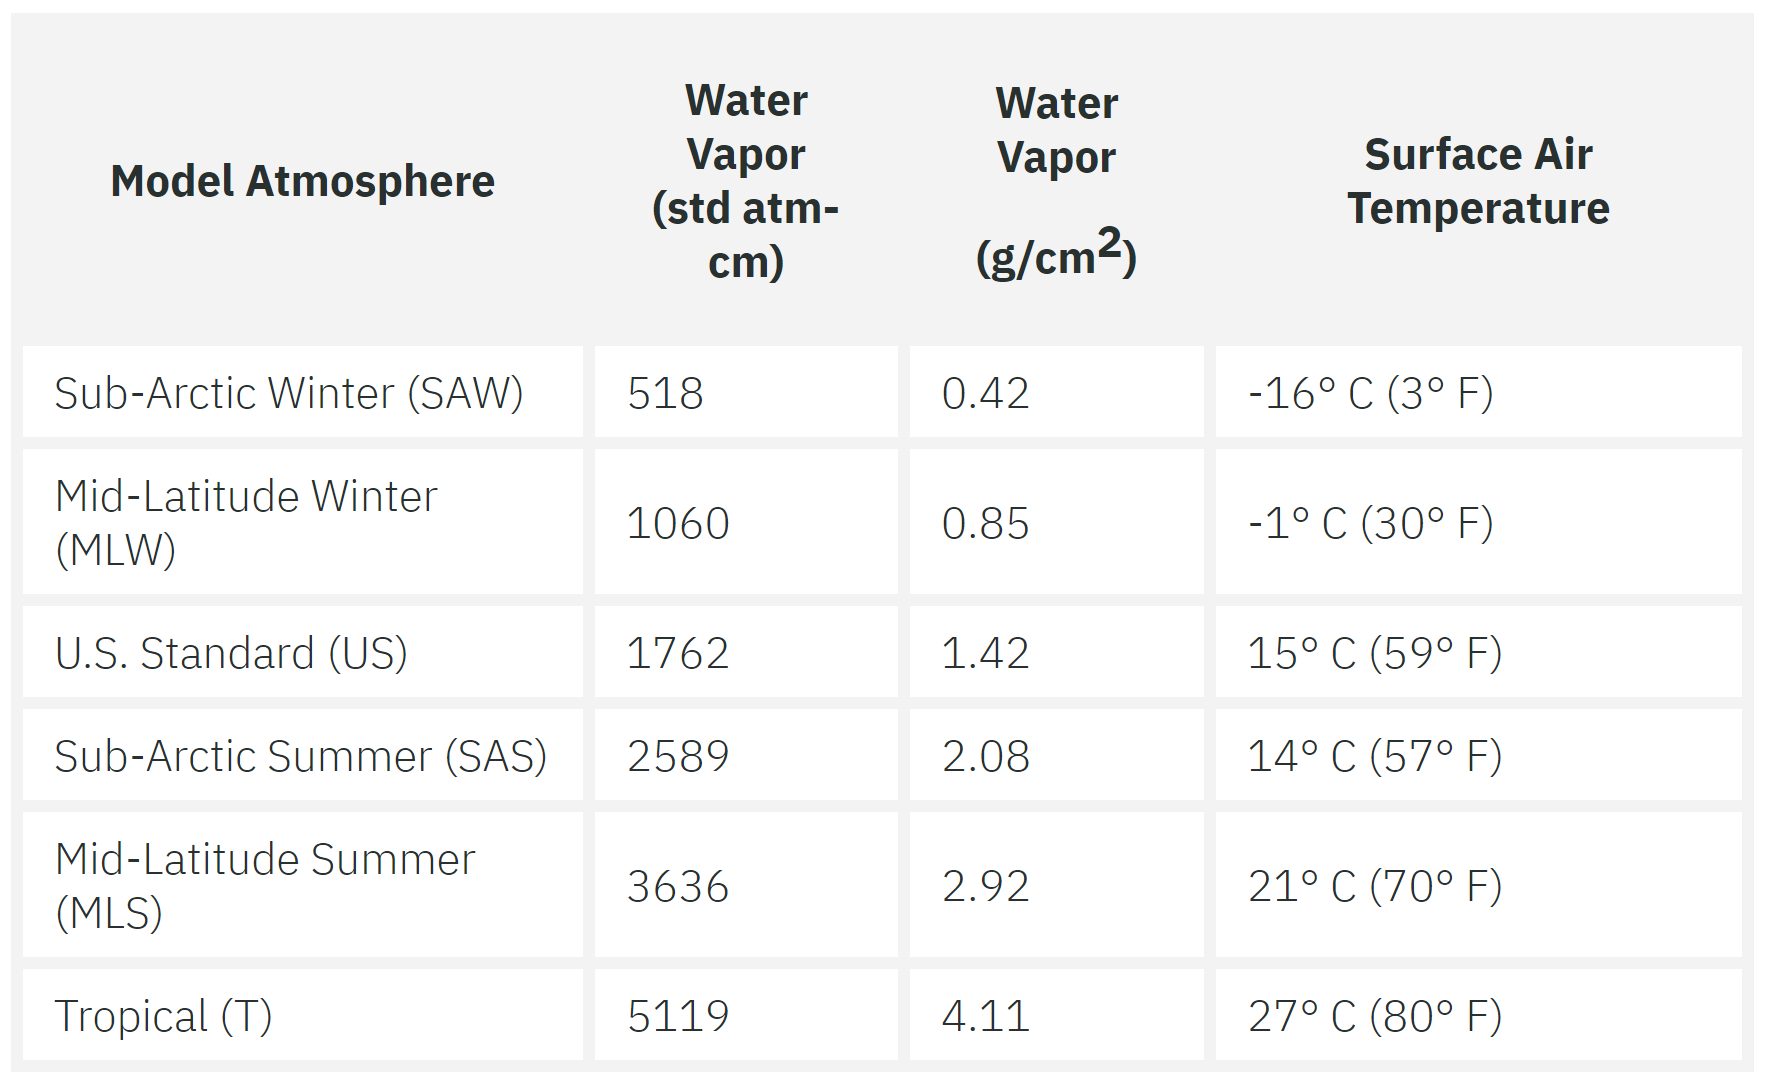 Model Atmosphere
Water
Vapor
(std atm-
cm)
Water
Vapor
(g/cm²)
Surface Air
Temperature
Sub-Arctic Winter (SAW) 518 0.42 -16° C (3° F)
Mid-Latitude Winter
(MLW) 1060 0.85 -1° C (30° F)
U.S. Standard (US) 1762 1.42 15° C (59° F)
Sub-Arctic Summer (SAS) 2589 2.08 14° C (57° F)
Mid-Latitude Summer
(MLS) 3636 2.92 21° C (70° F)
Tropical (T) 5119 4.11 27° C (80° F)